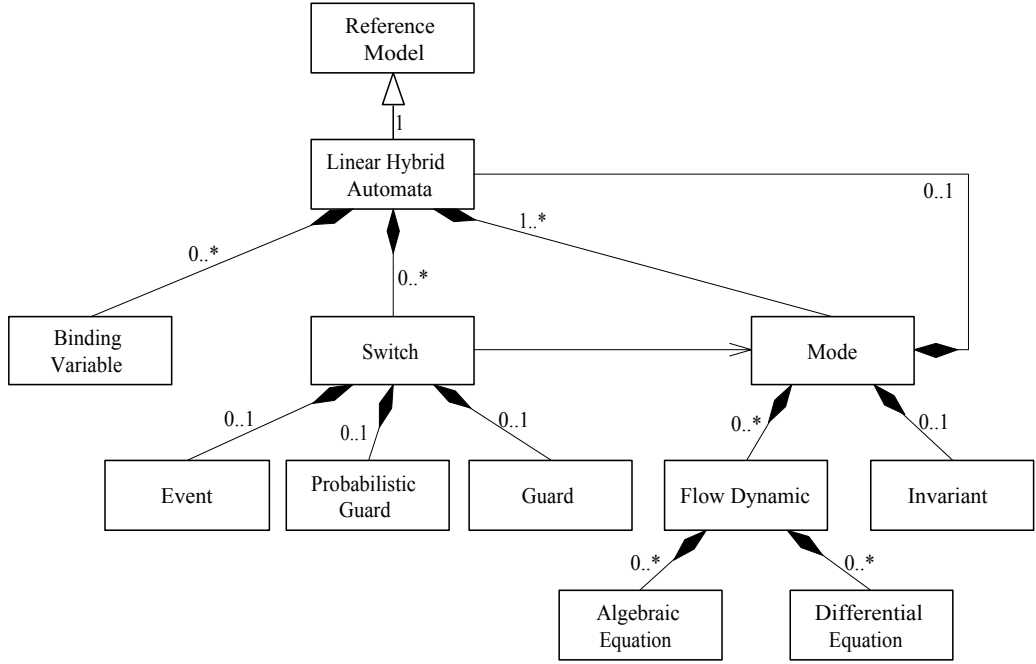 Reference
Model
1
Linear Hybrid
Automata
0..1
1..*
0..*
0..*
Binding
Variable
Switch
Mode
0..1
0..1
0..1
0..*
0..1
Event
Probabilistic
Guard
Guard
Flow Dynamic
Invariant
0..*
0..*
Algebraic
Equation
Differential
Equation